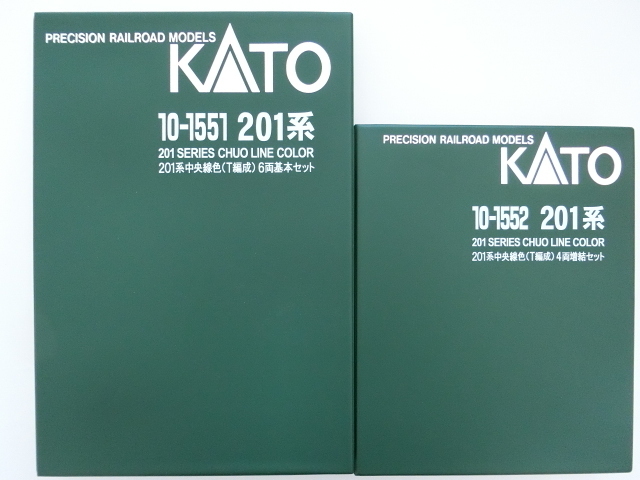 PRECISION RAILROAD MODELS
KATO
10-1551 201系
201 SERIES CHUO LINE COLOR
201系中央線色(T編成)6両基本セット
PRECISION RAILROAD MODELS
KATO
10-1552 201系
201 SERIES CHUO LINE COLOR
201系中央線色(T編成)4両増結セット